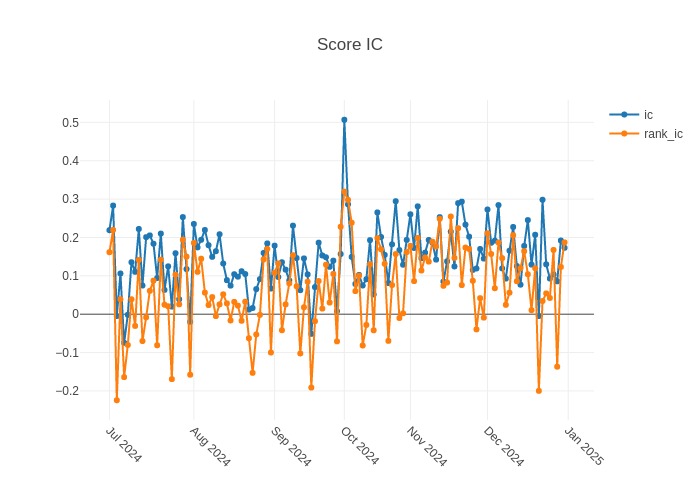 Score IC
ic
rank_ic
0.5
0.4
0.3
0.2
0.1
0
−0.1
−0.2
Jul 2024
Aug 2024
Sep 2024
Oct 2024
Nov 2024
Dec 2024
Jan 2025